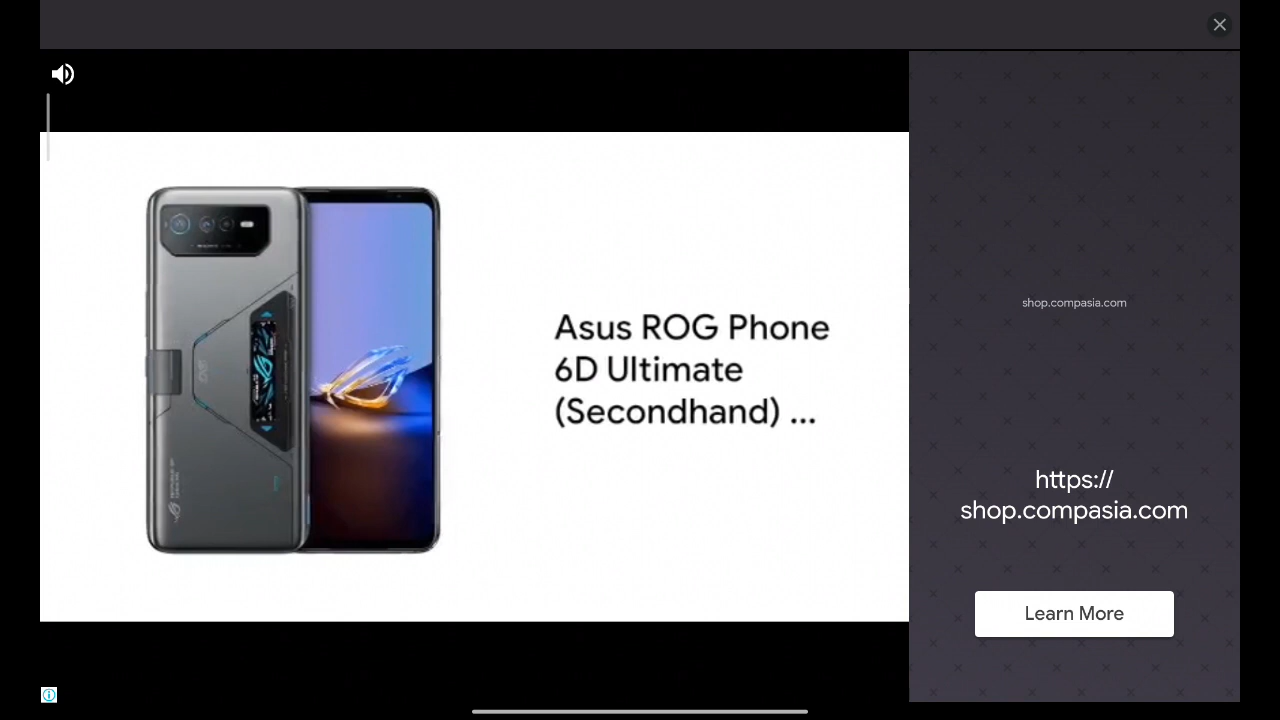 Asus ROG Phone
6D Ultimate
(Secondhand) ...
shop.compasia.com
https://
shop.compasia.com
Learn More